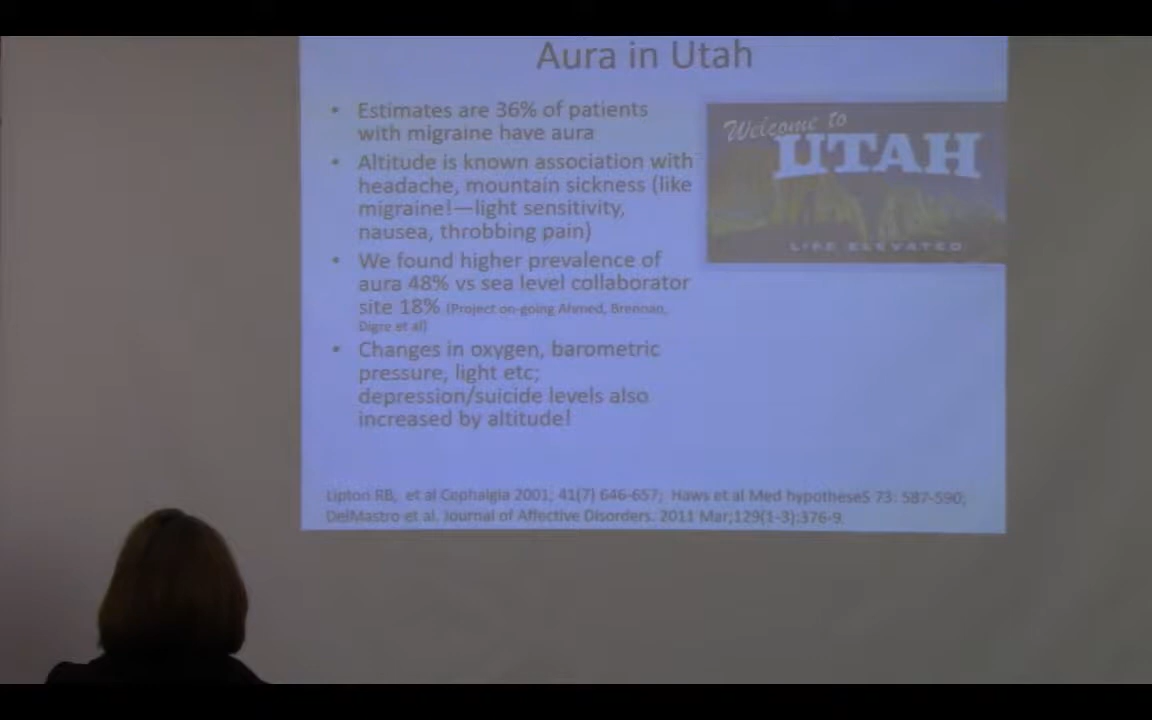 Aura in Utah
• Estimates are 36% of patients
with migraine have aura
• Altitude is known association with
headache, mountain sickness (like
migraine!—light sensitivity,
nausea, throbbing pain)
• We found higher prevalence of
aura 48% vs sea level collaborator
site 18% (Project on-going Ahmed, Brennan,
Digre et al)
• Changes in oxygen, barometric
pressure, light etc;
depression/suicide levels also
increased by altitude!
Welcome to
UTAH
LIFE ELEVATED
Lipton RB, et al Cephalgia 2001; 41(7) 646-657; Haws et al Med hypotheseS 73: 587-590;
DelMastro et al. Journal of Affective Disorders. 2011 Mar;129(1-3):376-9.